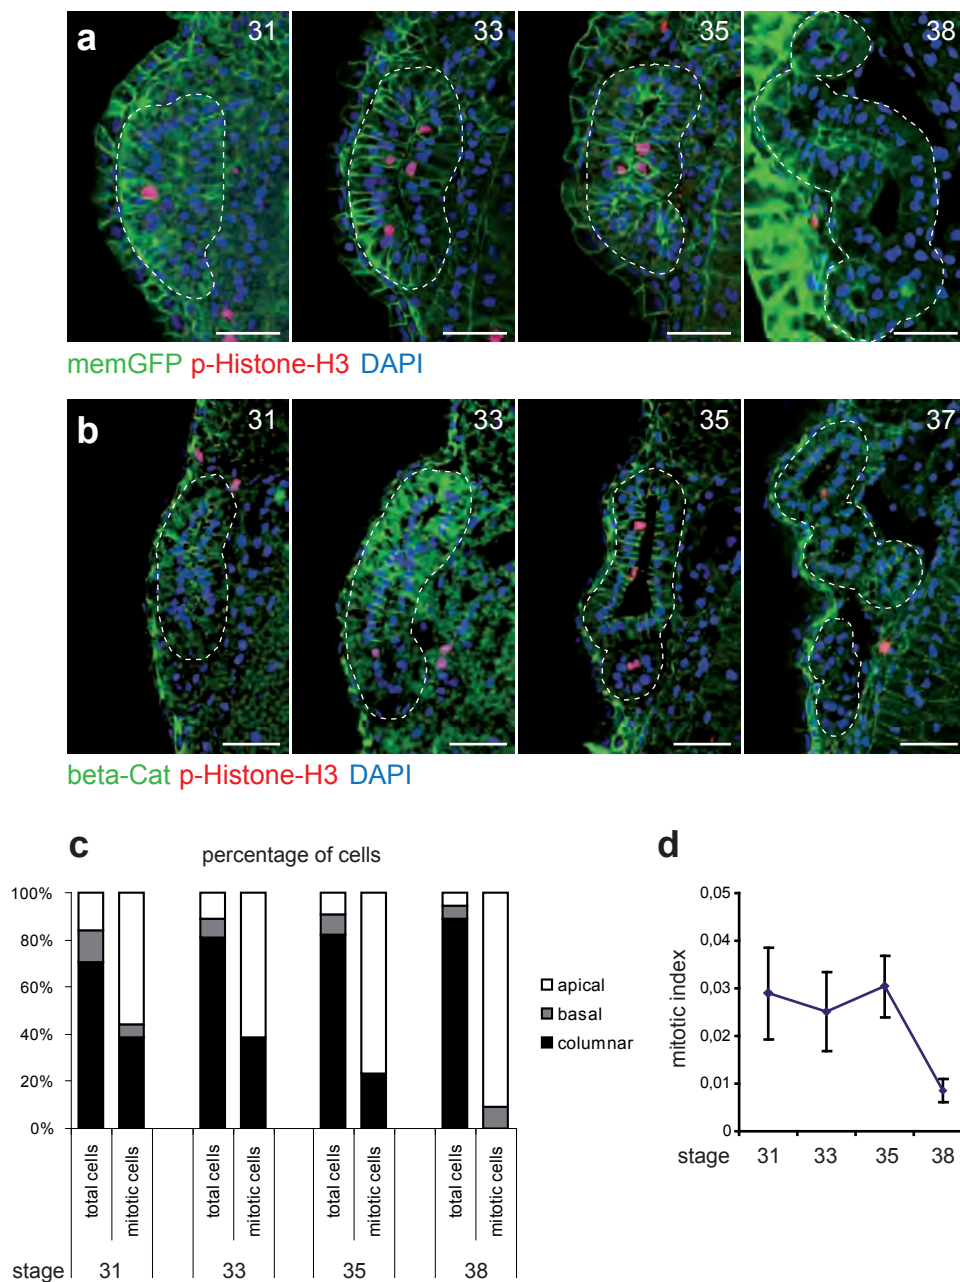 a
31
33
35
38
memGFP p-Histone-H3 DAPI
b
31
33
35
37
beta-Cat p-Histone-H3 DAPI
c
percentage of cells
100%
80%
60%
40%
20%
0%
apical
basal
columnar
total cells
mitotic cells
total cells
mitotic cells
total cells
mitotic cells
total cells
mitotic cells
stage 31 33 35 38
d
mitotic index
0,05
0,04
0,03
0,02
0,01
0
stage 31 33 35 38